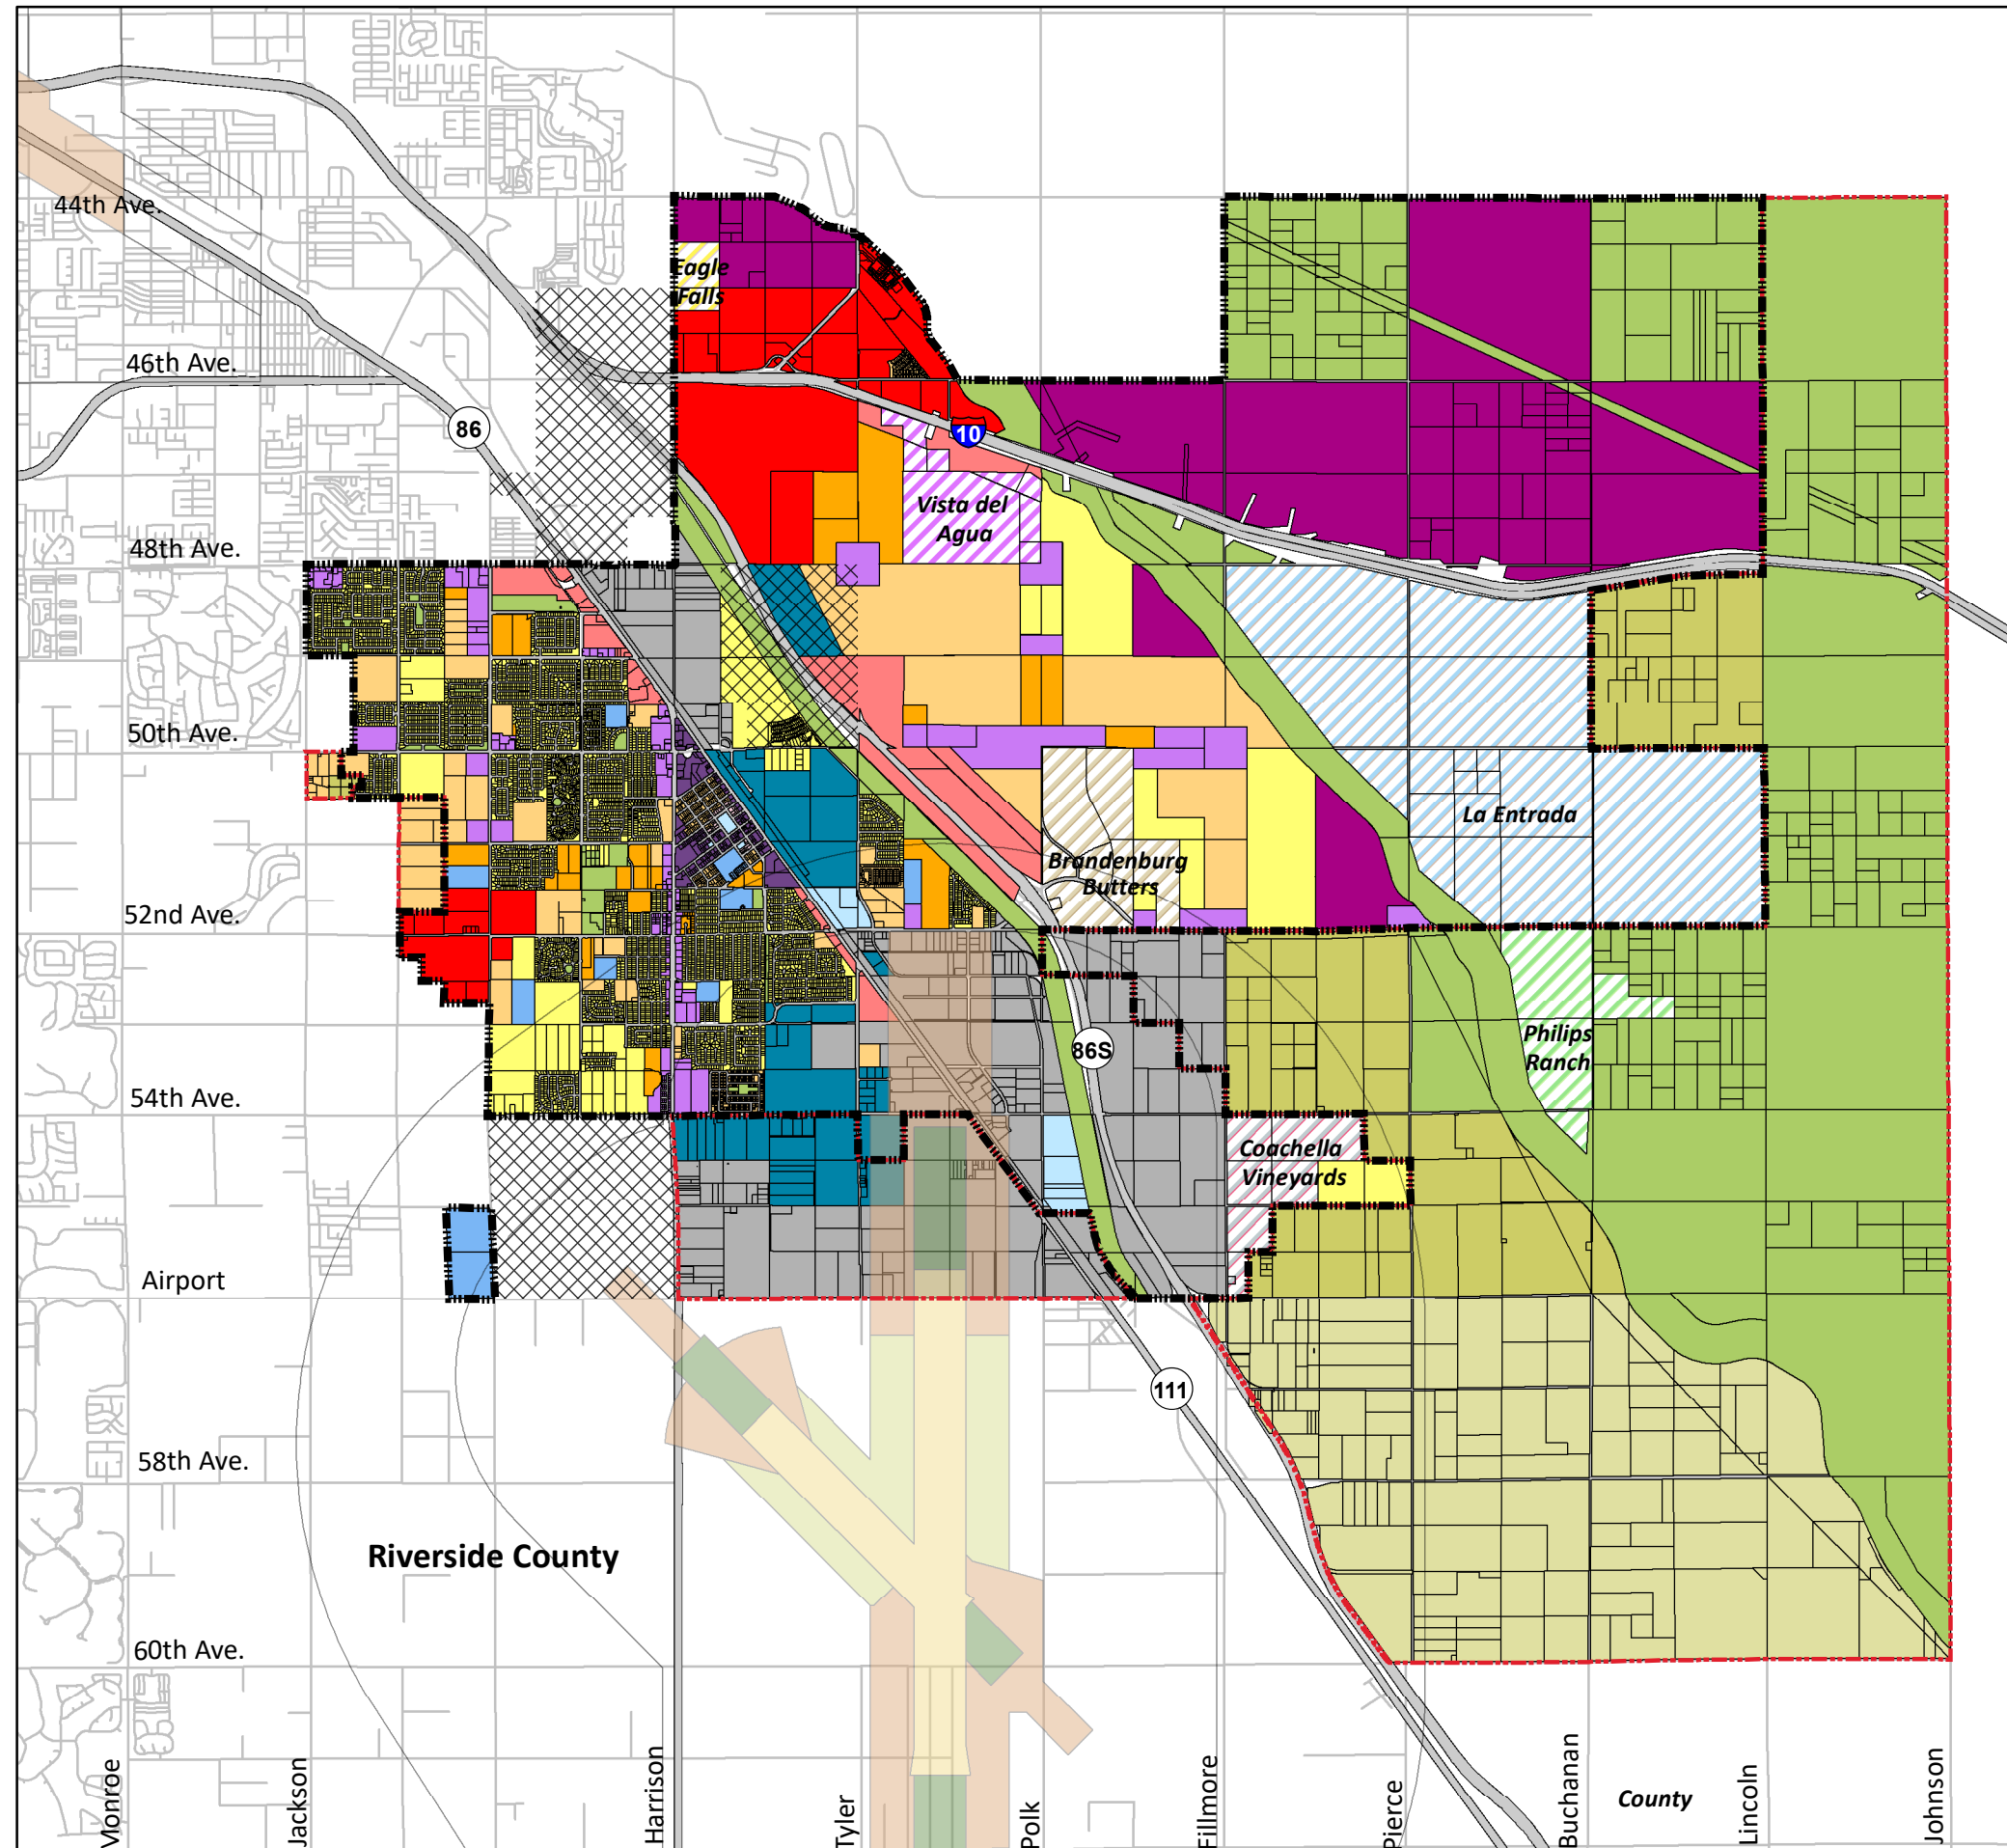 44th Ave.
Eagle
Falls
46th Ave.
86
10
Vista del
Agua
48th Ave.
50th Ave.
La Entrada
Brandenburg
Butters
52nd Ave.
Philips
Ranch
86S
54th Ave.
Coachella
Vineyards
Airport
111
58th Ave.
Riverside County
60th Ave.
Monroe
Jackson
Harrison
Tyler
Polk
Fillmore
Pierce
Buchanan
County
Lincoln
Johnson